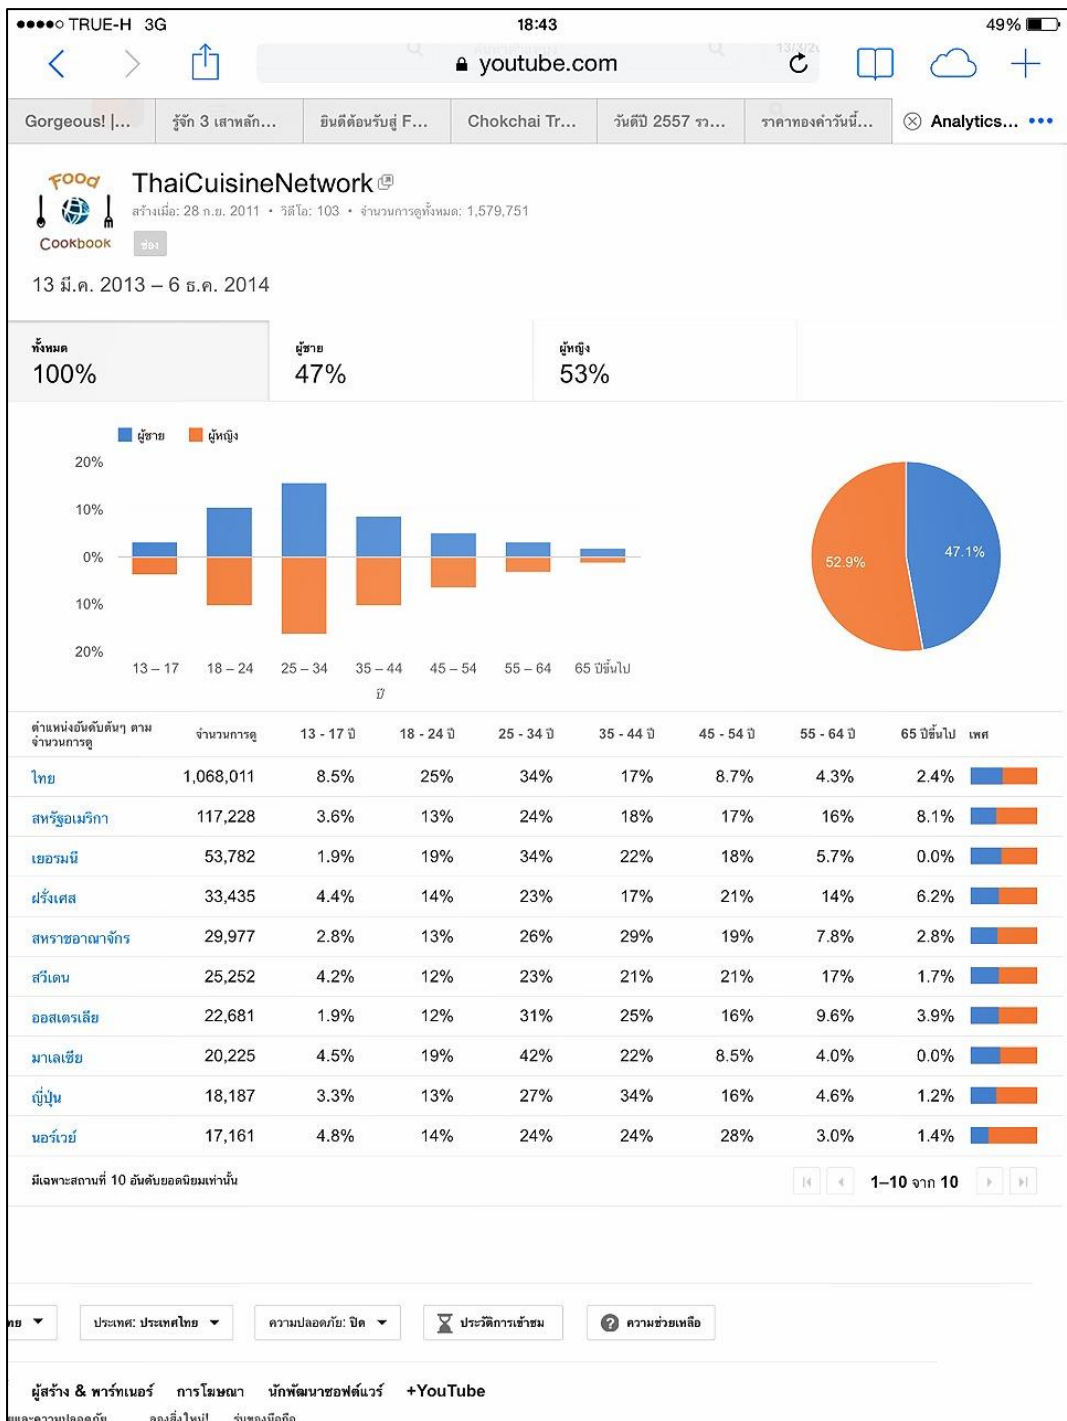 TRUE-H 3G 18:43 49%
youtube.com
Gorgeous! |... รู้จัก 3 เสาหลัก... ยินดีต้อนรับสู่ F... Chokchai Tr... วันตีปี 2557 รว... ราคาทองคำวันนี้... Analytics...
Food
Cookbook
ThaiCuisineNetwork
สร้างเมื่อ: 28 ก.ย. 2011 • วิดีโอ: 103 • จำนวนการดูทั้งหมด: 1,579,751
ช่อง
13 มี.ค. 2013 – 6 ธ.ค. 2014
ทั้งหมด ผู้ชาย ผู้หญิง
100% 47% 53%
ผู้ชาย ผู้หญิง
20%
10%
0%
10%
20%
13 – 17 18 – 24 25 – 34 35 – 44 45 – 54 55 – 64 65 ปีขึ้นไป
ปี
52.9% 47.1%
ตำแหน่งอันดับต้นๆ ตามจำนวนการดู จำนวนการดู 13 - 17 ปี 18 - 24 ปี 25 - 34 ปี 35 - 44 ปี 45 - 54 ปี 55 - 64 ปี 65 ปีขึ้นไป เพศ
ไทย 1,068,011 8.5% 25% 34% 17% 8.7% 4.3% 2.4%
สหรัฐอเมริกา 117,228 3.6% 13% 24% 18% 17% 16% 8.1%
เยอรมนี 53,782 1.9% 19% 34% 22% 18% 5.7% 0.0%
ฝรั่งเศส 33,435 4.4% 14% 23% 17% 21% 14% 6.2%
สหราชอาณาจักร 29,977 2.8% 13% 26% 29% 19% 7.8% 2.8%
สวีเดน 25,252 4.2% 12% 23% 21% 21% 17% 1.7%
ออสเตรเลีย 22,681 1.9% 12% 31% 25% 16% 9.6% 3.9%
มาเลเซีย 20,225 4.5% 19% 42% 22% 8.5% 4.0% 0.0%
ญี่ปุ่น 18,187 3.3% 13% 27% 34% 16% 4.6% 1.2%
นอร์เวย์ 17,161 4.8% 14% 24% 24% 28% 3.0% 1.4%
มีเฉพาะสถานที่ 10 อันดับยอดนิยมเท่านั้น 1–10 จาก 10
ประเทศ: ประเทศไทย ความปลอดภัย: ปิด ประวัติการเข้าชม ความช่วยเหลือ
ผู้สร้าง & พาร์ทเนอร์ การโฆษณา นักพัฒนาซอฟต์แวร์ +YouTube
ลองสิ่งใหม่! รุ่นของมือถือ